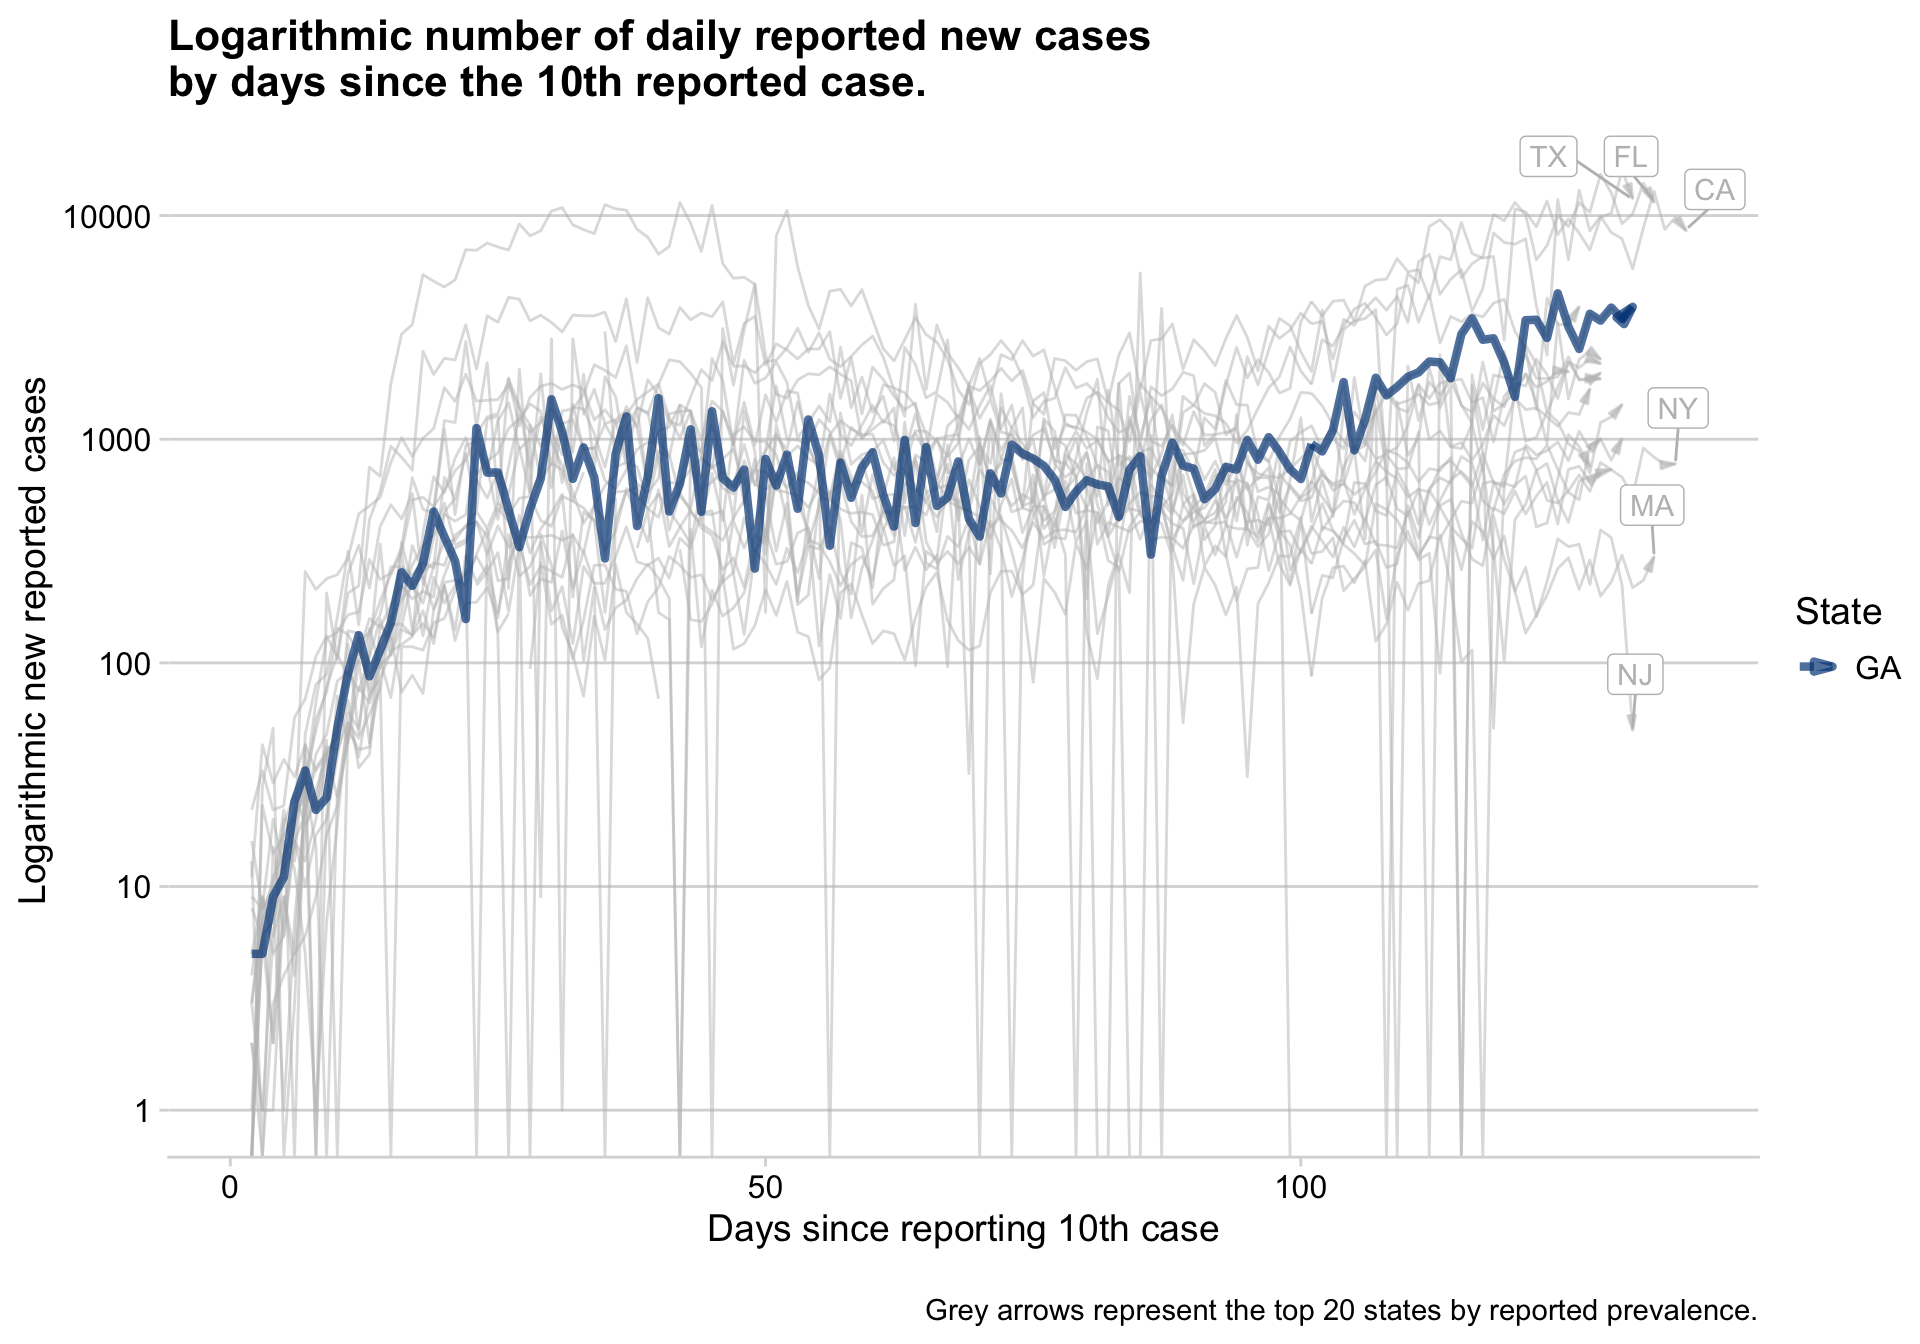 Logarithmic number of daily reported new cases
by days since the 10th reported case.
TX
FL
CA
10000
NY
1000
MA
100
NJ
10
1
Logarithmic new reported cases
0
50
100
Days since reporting 10th case
State
GA
Grey arrows represent the top 20 states by reported prevalence.